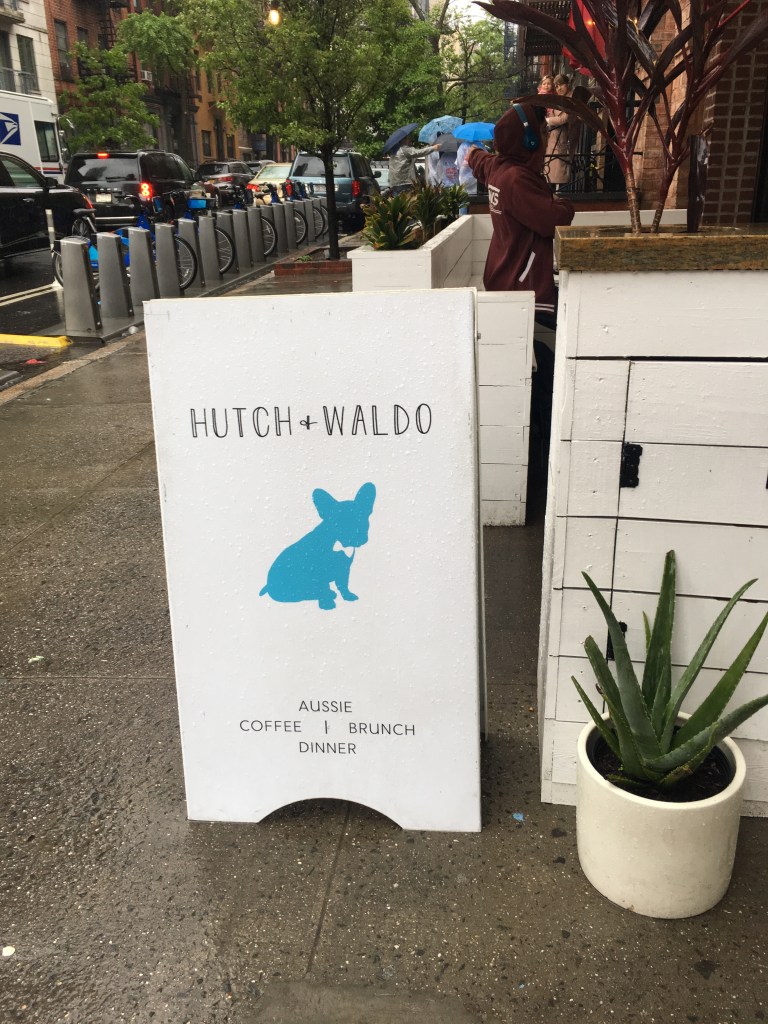 HUTCH + WALDO
AUSSIE
COFFEE | BRUNCH
DINNER